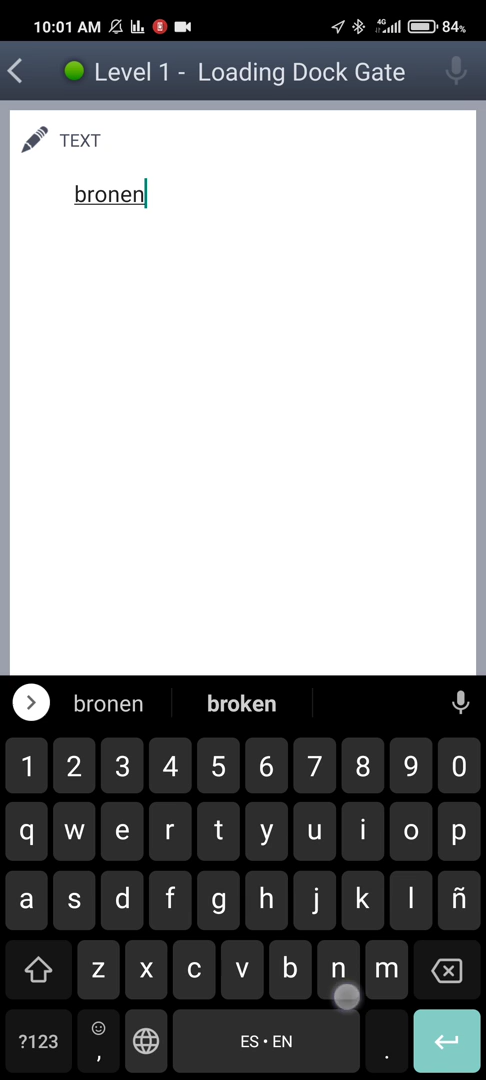 10:01 AM 4G 84%
Level 1 - Loading Dock Gate
TEXT
bronen
bronen broken
1 2 3 4 5 6 7 8 9 0
q w e r t y u i o p
a s d f g h j k l ñ
z x c v b n m
?123 , ES • EN .